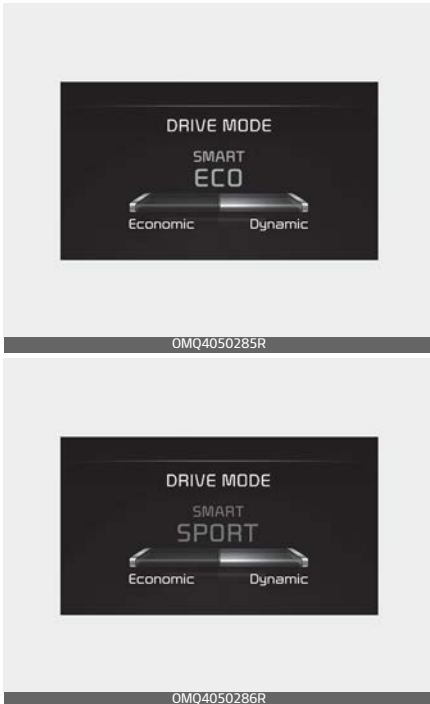 DRIVE MODE
SMART
ECO
Economic Dynamic
OMQ4050285R
DRIVE MODE
SMART
SPORT
Economic Dynamic
OMQ4050286R